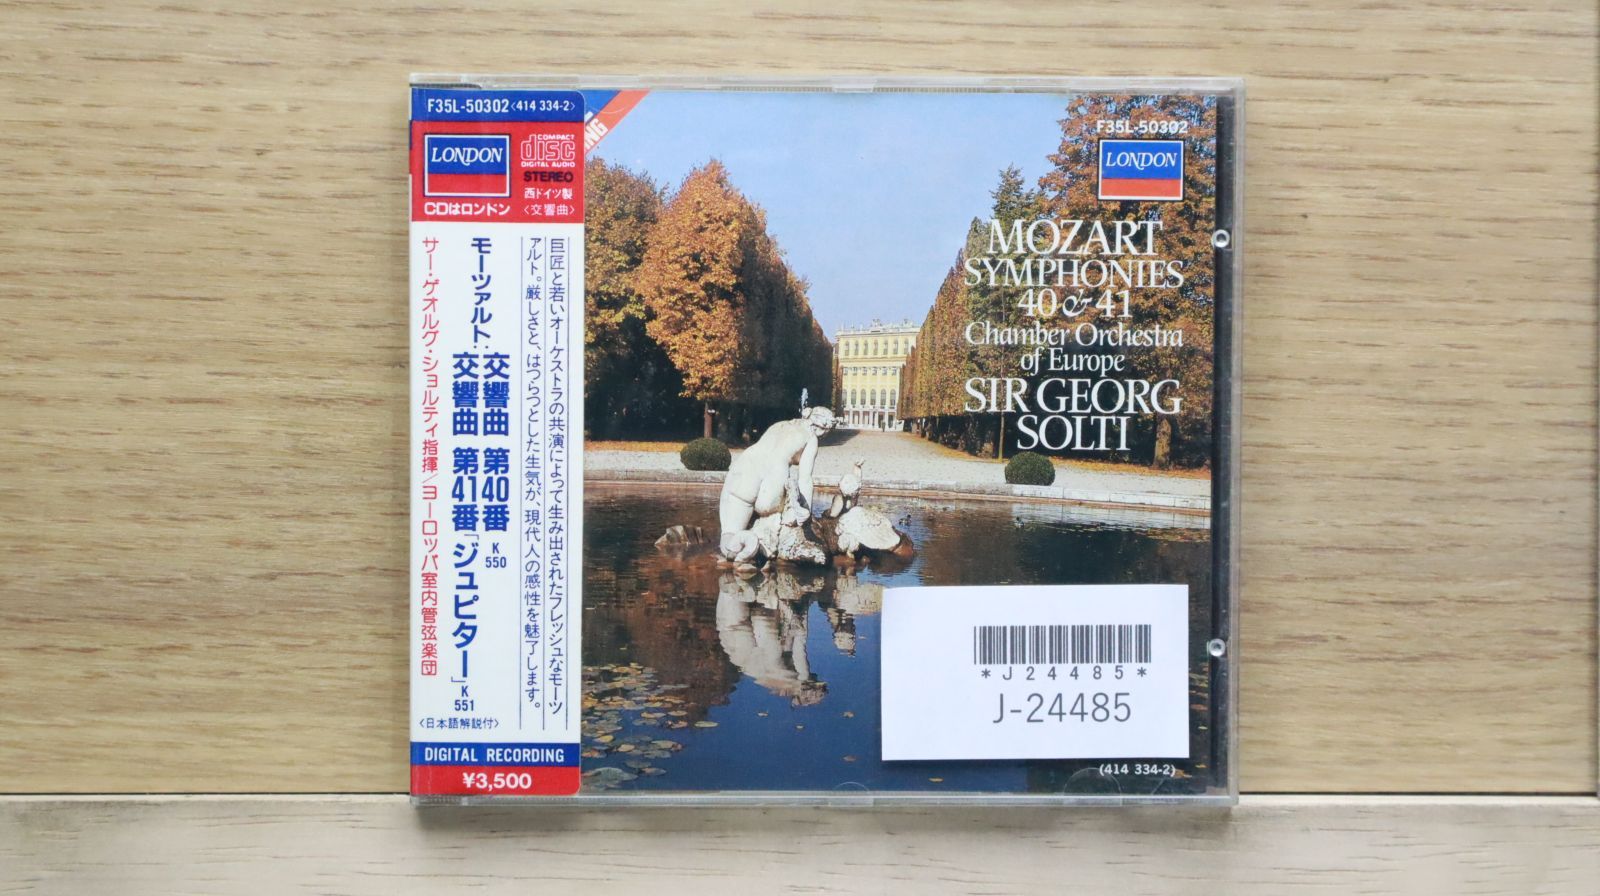 F35L-50302〈414 334-2〉
LONDON
COMPACT
disc
DIGITAL AUDIO
STEREO
西ドイツ製
CDはロンドン
〈交響曲〉
巨匠と若いオーケストラの共演によって生み出されたフレッシュなモーツ
アルト。厳しさと、はつらつとした生気が、現代人の感性を魅了します。
モーツァルト:交響曲 第40番 K550
交響曲 第41番「ジュピター」K551
サー・ゲオルグ・ショルティ指揮/ヨーロッパ室内管弦楽団
〈日本語解説付〉
DIGITAL RECORDING
¥3,500
F35L-50302
LONDON
MOZART
SYMPHONIES
40 & 41
Chamber Orchestra
of Europe
SIR GEORG
SOLTI
*J24485*
J-24485
(414 334-2)